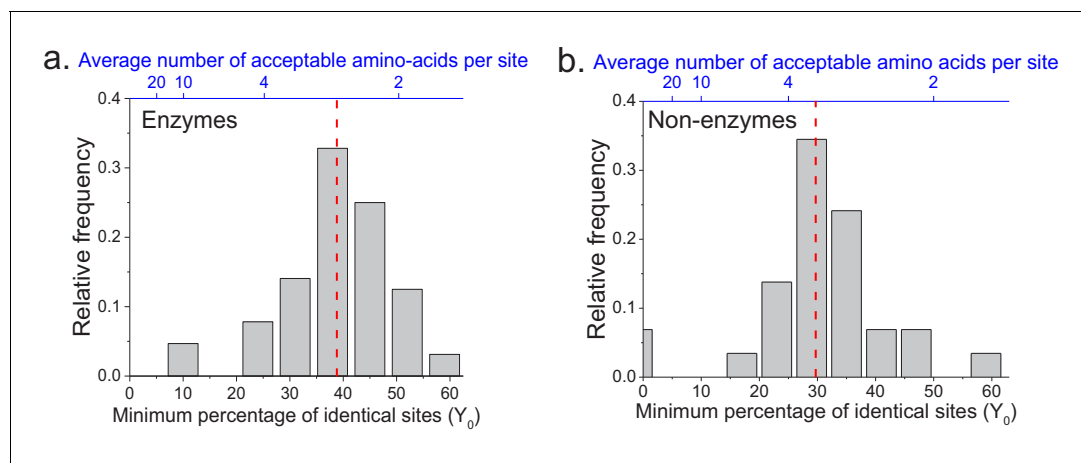 a. Average number of acceptable amino-acids per site
20 10 4 2
Enzymes
0.4
0.3
0.2
0.1
0.0
Relative frequency
0 10 20 30 40 50 60
Minimum percentage of identical sites (Y0)
b. Average number of acceptable amino acids per site
20 10 4 2
Non-enzymes
0.4
0.3
0.2
0.1
0.0
Relative frequency
0 10 20 30 40 50 60
Minimum percentage of identical sites (Y0)